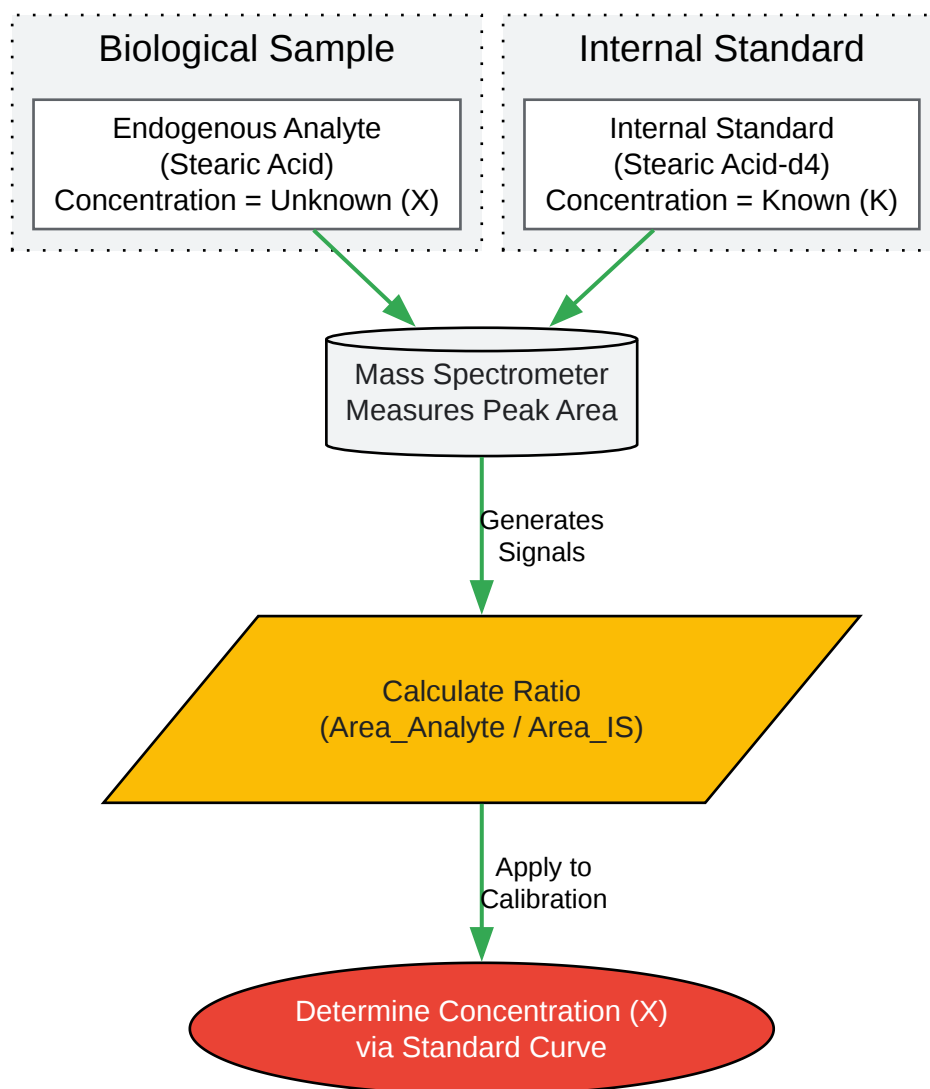 Biological Sample
Internal Standard
Endogenous Analyte
(Stearic Acid)
Concentration = Unknown (X)
Internal Standard
(Stearic Acid-d4)
Concentration = Known (K)
Mass Spectrometer
Measures Peak Area
Generates
Signals
Calculate Ratio
(Area_Analyte / Area_IS)
Apply to
Calibration
Determine Concentration (X)
via Standard Curve